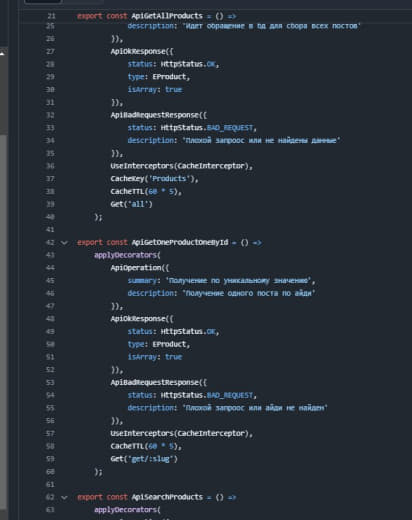 21 export const ApiGetAllProducts = () =>
25 description: 'Идет обращение в бд для сбора всех постов'
26 }),
27 ApiOkResponse({
28 status: HttpStatus.OK,
29 type: EProduct,
30 isArray: true
31 }),
32 ApiBadRequestResponse({
33 status: HttpStatus.BAD_REQUEST,
34 description: 'Плохой запроос или не найдены данные'
35 }),
36 UseInterceptors(CacheInterceptor),
37 CacheKey('Products'),
38 CacheTTL(60 * 5),
39 Get('all')
40 );
41
42 export const ApiGetOneProductOneById = () =>
43 applyDecorators(
44 ApiOperation({
45 summary: 'Получение по уникальному значению',
46 description: 'Получение одного поста по айди'
47 }),
48 ApiOkResponse({
49 status: HttpStatus.OK,
50 type: EProduct,
51 isArray: true
52 }),
53 ApiBadRequestResponse({
54 status: HttpStatus.BAD_REQUEST,
55 description: 'Плохой запроос или айди не найден'
56 }),
57 UseInterceptors(CacheInterceptor),
58 CacheTTL(60 * 5),
59 Get('get/:slug')
60 );
61
62 export const ApiSearchProducts = () =>
63 applyDecorators(